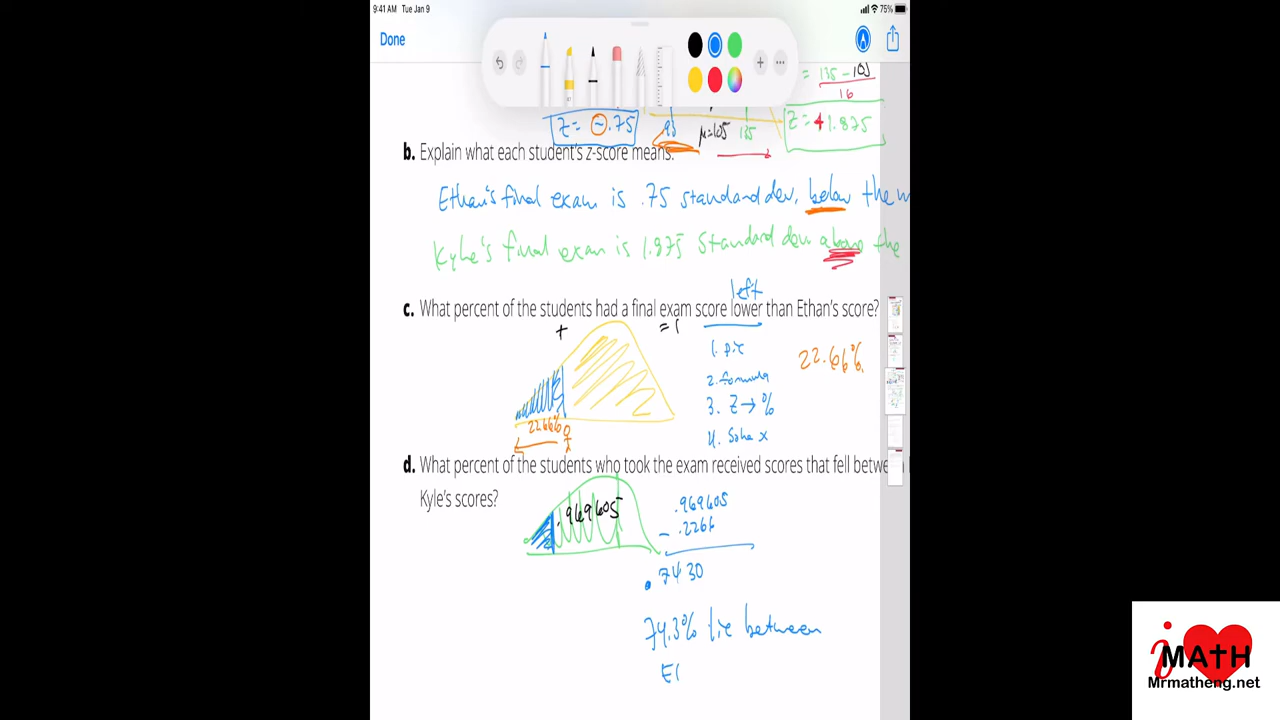 9:41 AM Tue Jan 9
75%
Done
= 135 - 105
16
Z = -.75
93
μ=105
135
Z = +1.875
b. Explain what each student's z-score means.
Ethan's final exam is .75 standard dev. below the m
Kyle's final exam is 1.875 standard dev above the
left
c. What percent of the students had a final exam score lower than Ethan's score?
+
= 1
1. pic
22.66%
2. formula
3. Z → %
22.66%
4. Solve x
d. What percent of the students who took the exam received scores that fell betwe
Kyle's scores?
.969605
.969605
- .2266
.7430
74.3% lie between
Et
i
MATH
Mrmatheng.net